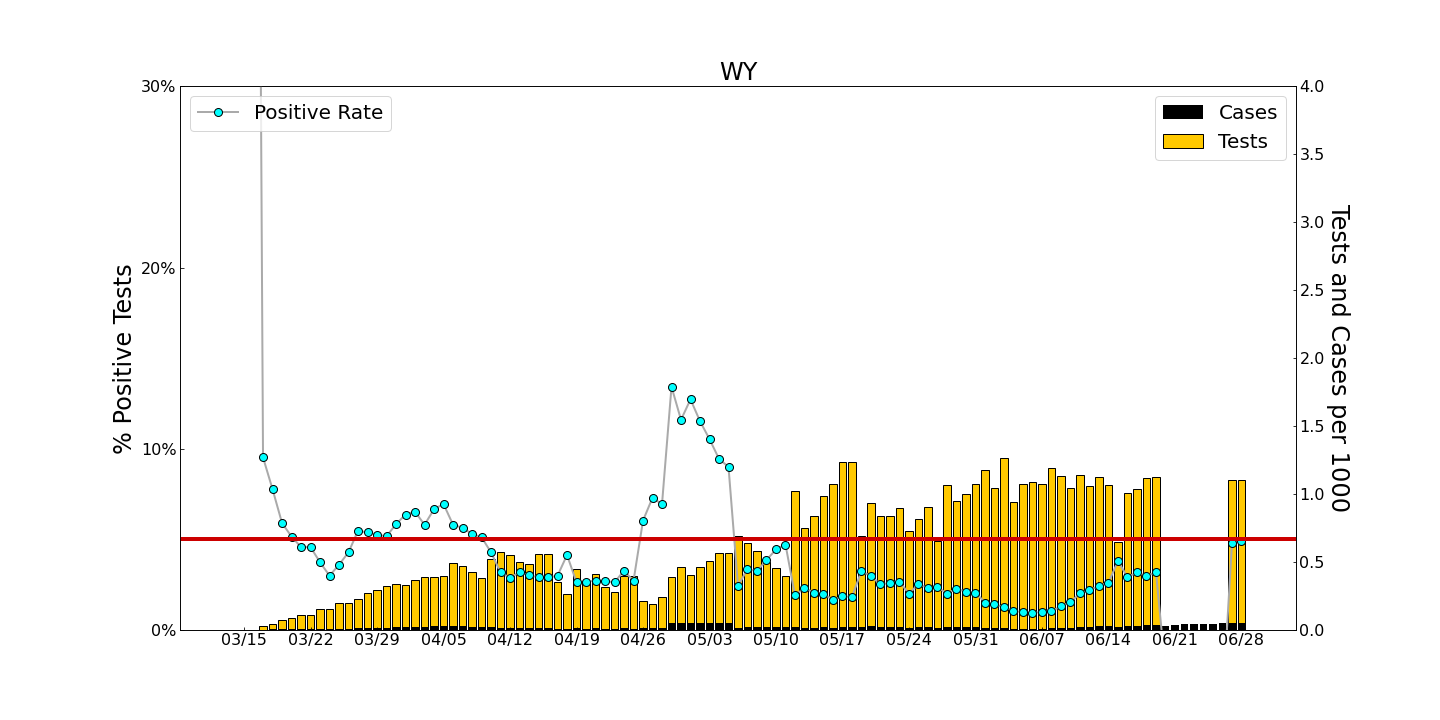 WY
Positive Rate
Cases
Tests
% Positive Tests
30%
20%
10%
0%
Tests and Cases per 1000
4.0
3.5
3.0
2.5
2.0
1.5
1.0
0.5
0.0
03/15 03/22 03/29 04/05 04/12 04/19 04/26 05/03 05/10 05/17 05/24 05/31 06/07 06/14 06/21 06/28